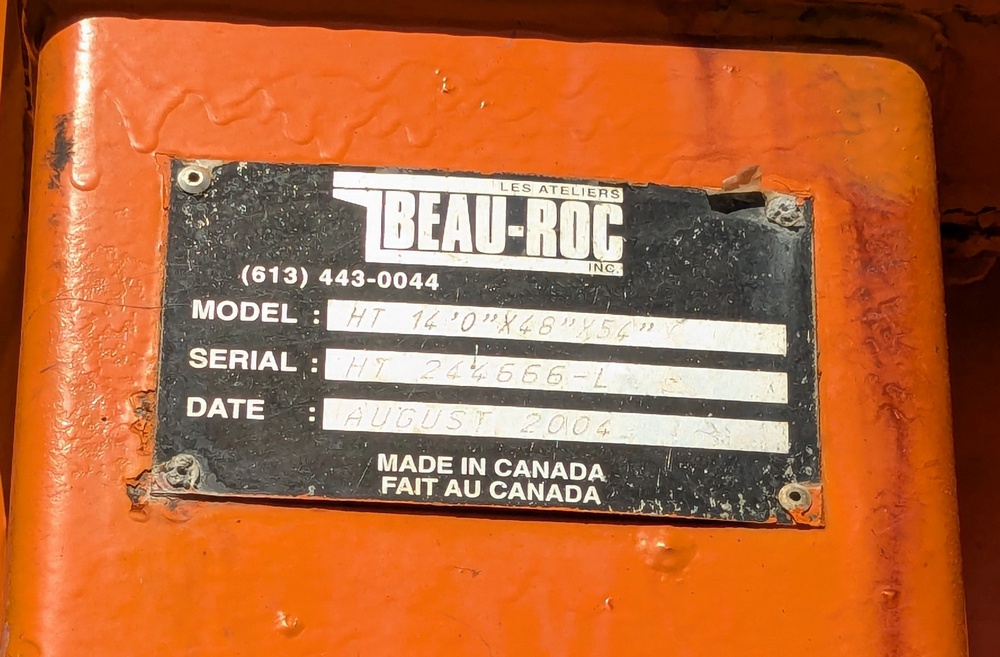 LES ATELIERS
BEAU-ROC
INC.
(613) 443-0044
MODEL : HT 14'0"X48"X54"
SERIAL : HT 244666-L
DATE : AUGUST 2004
MADE IN CANADA
FAIT AU CANADA